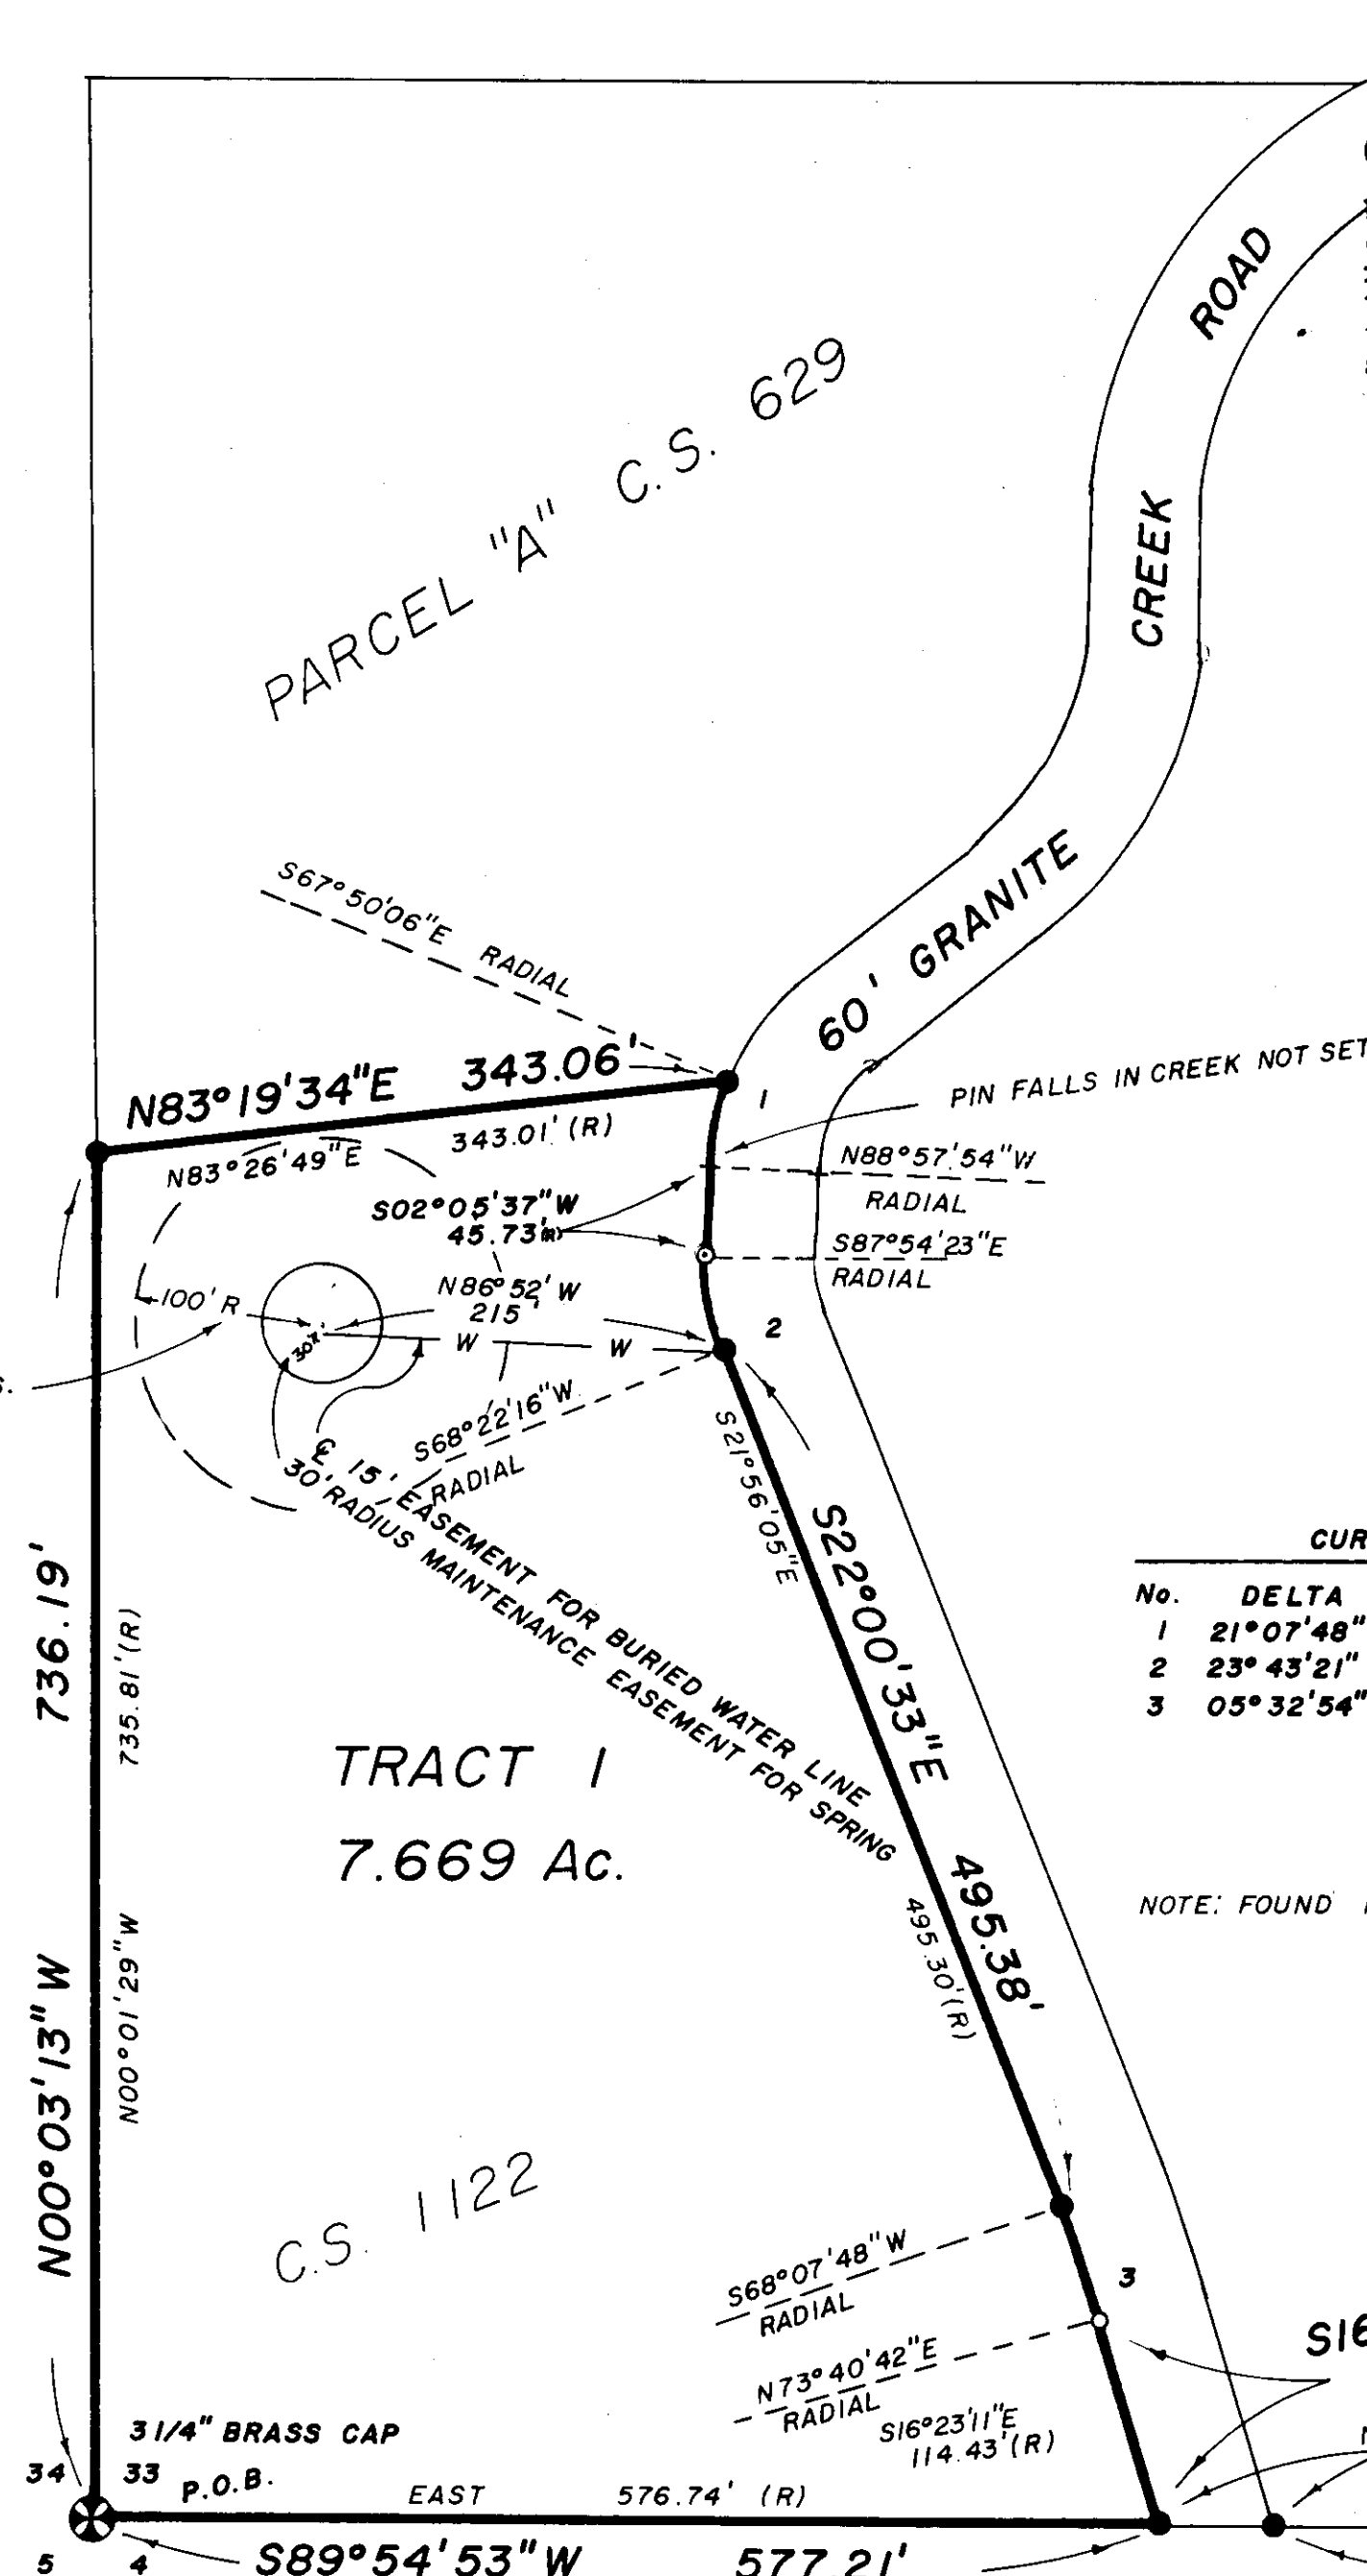 ROAD
CREEK
60' GRANITE
PARCEL "A" C.S. 629
S67°50'06"E RADIAL
N83°19'34"E 343.06'
343.01' (R)
N83°26'49"E
1
PIN FALLS IN CREEK NOT SET
N88°57'54"W
RADIAL
S02°05'37"W
45.73'(R)
S87°54'23"E
RADIAL
N86°52'W
215'
100' R
30'R
W W
2
S68°22'16"W
RADIAL
℄ 15' EASEMENT FOR BURIED WATER LINE
30' RADIUS MAINTENANCE EASEMENT FOR SPRING
S21°56'05"E
S22°00'33"E 495.38'
495.30'(R)
CUR
No. DELTA
1 21°07'48"
2 23°43'21"
3 05°32'54"
736.19'
735.81'(R)
TRACT 1
7.669 Ac.
NOTE: FOUND
N00°03'13"W
N00°01'29"W
C.S. 1122
S68°07'48"W
RADIAL
3
N73°40'42"E
RADIAL
S16
S16°23'11"E
114.43'(R)
3 1/4" BRASS CAP
34 33 P.O.B.
EAST 576.74' (R)
5 4 S89°54'53"W 577.21'